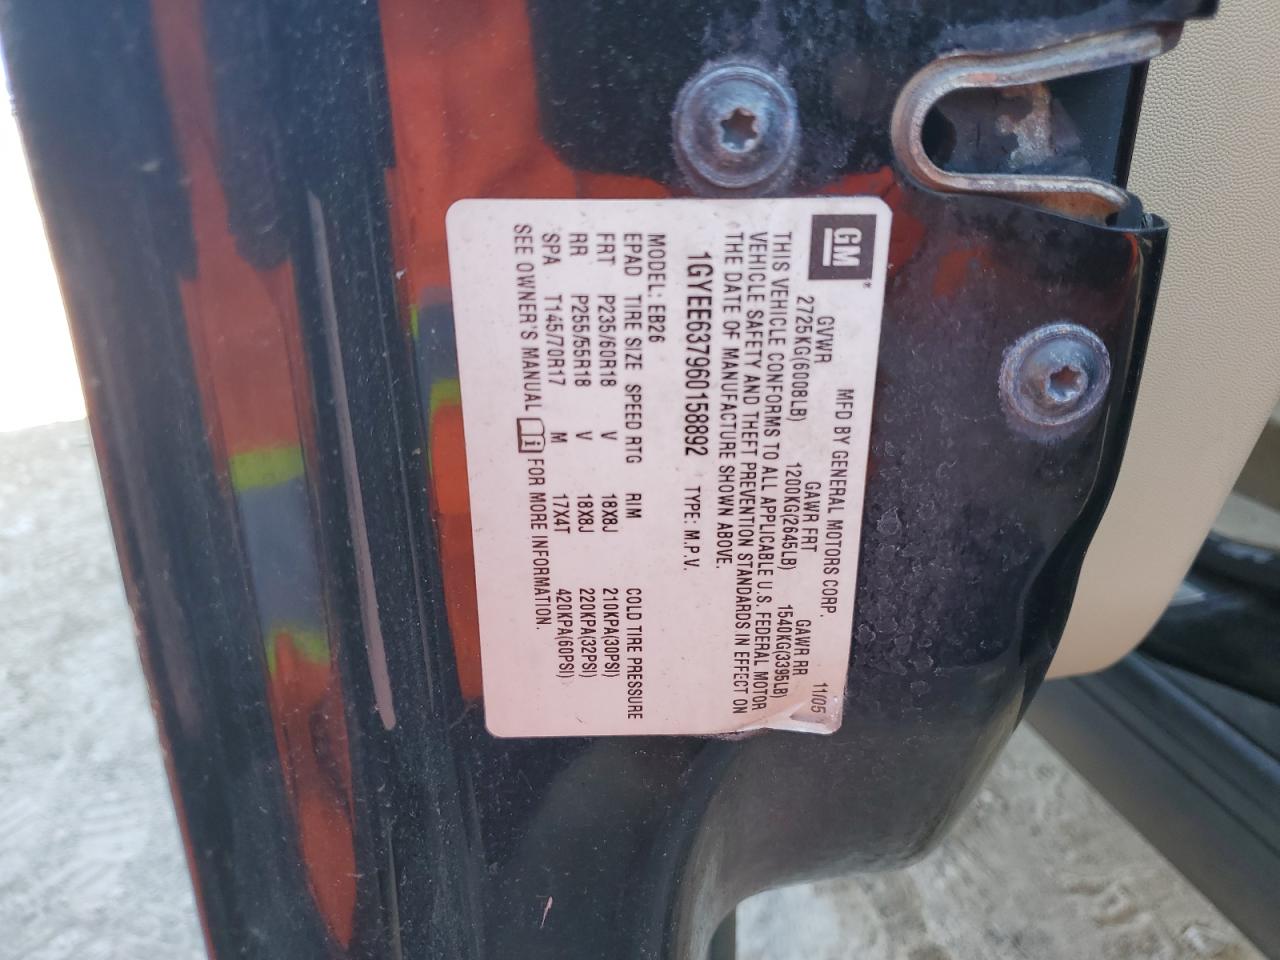 GM®
MFD BY GENERAL MOTORS CORP. 11/05
GVWR GAWR FRT GAWR RR
2725KG(6008LB) 1200KG(2645LB) 1540KG(3395LB)
THIS VEHICLE CONFORMS TO ALL APPLICABLE U.S. FEDERAL MOTOR
VEHICLE SAFETY AND THEFT PREVENTION STANDARDS IN EFFECT ON
THE DATE OF MANUFACTURE SHOWN ABOVE.
1GYEE637960158892 TYPE: M.P.V.
MODEL: EB26
EPAD TIRE SIZE SPEED RTG RIM COLD TIRE PRESSURE
FRT P235/60R18 V 18X8J 210KPA(30PSI)
RR P255/55R18 V 18X8J 220KPA(32PSI)
SPA T145/70R17 M 17X4T 420KPA(60PSI)
SEE OWNER'S MANUAL i FOR MORE INFORMATION.